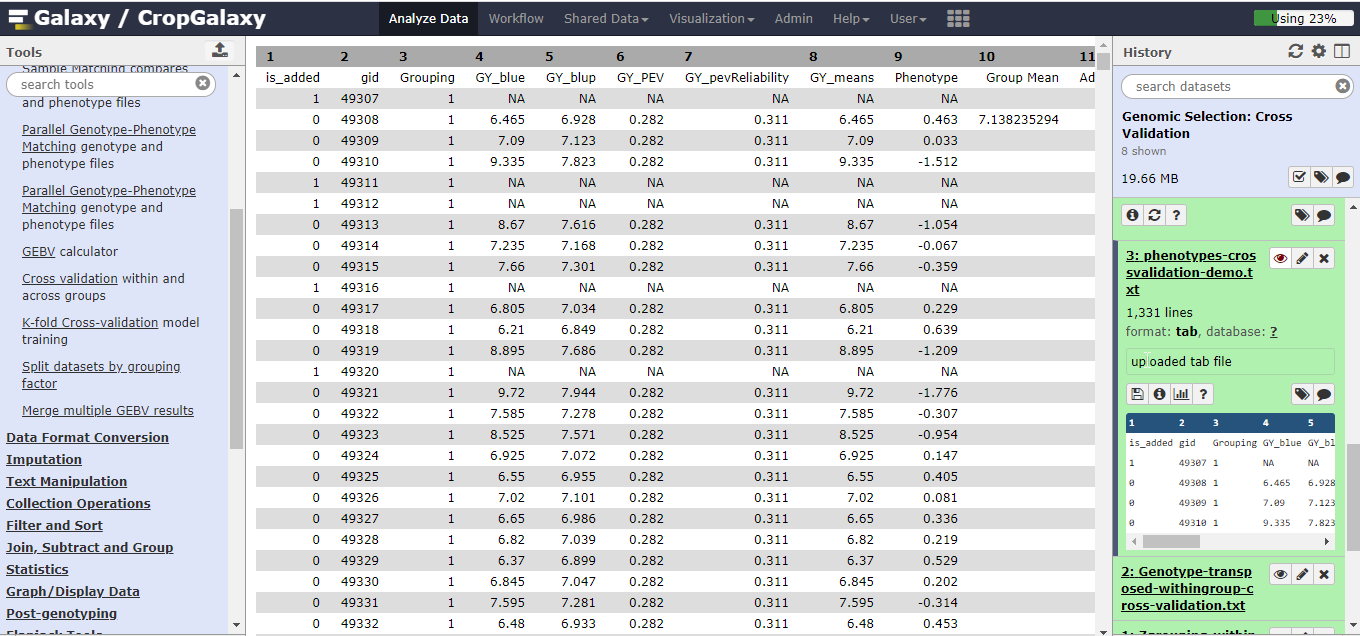 Galaxy / CropGalaxy
Analyze Data Workflow Shared Data Visualization Admin Help User
Using 23%
Tools
Sample Matching compares
search tools
and phenotype files
Parallel Genotype-Phenotype
Matching genotype and
phenotype files
Parallel Genotype-Phenotype
Matching genotype and
phenotype files
GEBV calculator
Cross validation within and
across groups
K-fold Cross-validation model
training
Split datasets by grouping
factor
Merge multiple GEBV results
Data Format Conversion
Imputation
Text Manipulation
Collection Operations
Filter and Sort
Join, Subtract and Group
Statistics
Graph/Display Data
Post-genotyping
Flapjack Tools
1 2 3 4 5 6 7 8 9 10 11
is_added gid Grouping GY_blue GY_blup GY_PEV GY_pevReliability GY_means Phenotype Group Mean Ad
1 49307 1 NA NA NA NA NA NA
0 49308 1 6.465 6.928 0.282 0.311 6.465 0.463 7.138235294
0 49309 1 7.09 7.123 0.282 0.311 7.09 0.033
0 49310 1 9.335 7.823 0.282 0.311 9.335 -1.512
1 49311 1 NA NA NA NA NA NA
1 49312 1 NA NA NA NA NA NA
0 49313 1 8.67 7.616 0.282 0.311 8.67 -1.054
0 49314 1 7.235 7.168 0.282 0.311 7.235 -0.067
0 49315 1 7.66 7.301 0.282 0.311 7.66 -0.359
1 49316 1 NA NA NA NA NA NA
0 49317 1 6.805 7.034 0.282 0.311 6.805 0.229
0 49318 1 6.21 6.849 0.282 0.311 6.21 0.639
0 49319 1 8.895 7.686 0.282 0.311 8.895 -1.209
1 49320 1 NA NA NA NA NA NA
0 49321 1 9.72 7.944 0.282 0.311 9.72 -1.776
0 49322 1 7.585 7.278 0.282 0.311 7.585 -0.307
0 49323 1 8.525 7.571 0.282 0.311 8.525 -0.954
0 49324 1 6.925 7.072 0.282 0.311 6.925 0.147
0 49325 1 6.55 6.955 0.282 0.311 6.55 0.405
0 49326 1 7.02 7.101 0.282 0.311 7.02 0.081
0 49327 1 6.65 6.986 0.282 0.311 6.65 0.336
0 49328 1 6.82 7.039 0.282 0.311 6.82 0.219
0 49329 1 6.37 6.899 0.282 0.311 6.37 0.529
0 49330 1 6.845 7.047 0.282 0.311 6.845 0.202
0 49331 1 7.595 7.281 0.282 0.311 7.595 -0.314
0 49332 1 6.48 6.933 0.282 0.311 6.48 0.453
History
search datasets
Genomic Selection: Cross
Validation
8 shown
19.66 MB
3: phenotypes-cros
svalidation-demo.t
xt
1,331 lines
format: tab, database: ?
uploaded tab file
1 2 3 4 5
is_added gid Grouping GY_blue GY_bl
1 49307 1 NA NA
0 49308 1 6.465 6.928
0 49309 1 7.09 7.123
0 49310 1 9.335 7.823
2: Genotype-transp
osed-withingroup-c
ross-validation.txt